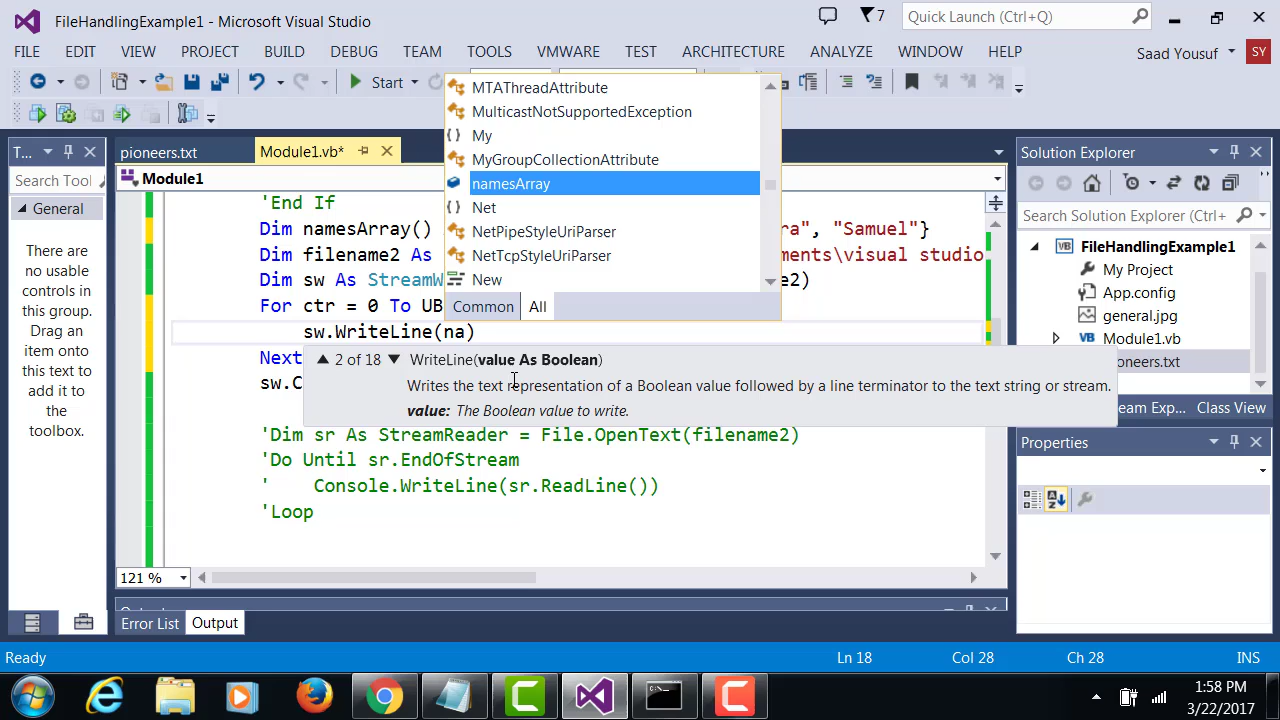 FileHandlingExample1 - Microsoft Visual Studio
7
Quick Launch (Ctrl+Q)
FILE EDIT VIEW PROJECT BUILD DEBUG TEAM TOOLS VMWARE TEST ARCHITECTURE ANALYZE WINDOW HELP
Saad Yousuf
SY
Start
T...
Search Tool
General
There are
no usable
controls in
this group.
Drag an
item onto
this text
to add it
to the
toolbox.
pioneers.txt
Module1.vb*
Module1
'End If
Dim namesArray() ra", "Samuel"}
Dim filename2 As ments\visual studio
Dim sw As StreamW e2)
For ctr = 0 To UB
sw.WriteLine(na)
Next
sw.C
'Dim sr As StreamReader = File.OpenText(filename2)
'Do Until sr.EndOfStream
' Console.WriteLine(sr.ReadLine())
'Loop
MTAThreadAttribute
MulticastNotSupportedException
My
MyGroupCollectionAttribute
namesArray
Net
NetPipeStyleUriParser
NetTcpStyleUriParser
New
Common
All
2 of 18 WriteLine(value As Boolean)
Writes the text representation of a Boolean value followed by a line terminator to the text string or stream.
value: The Boolean value to write.
121 %
Error List
Output
Solution Explorer
Search Solution Explorer (Ctrl+
FileHandlingExample1
My Project
App.config
general.jpg
Module1.vb
ioneers.txt
eam Exp...
Class View
Properties
Ready
Ln 18
Col 28
Ch 28
INS
1:58 PM
3/22/2017